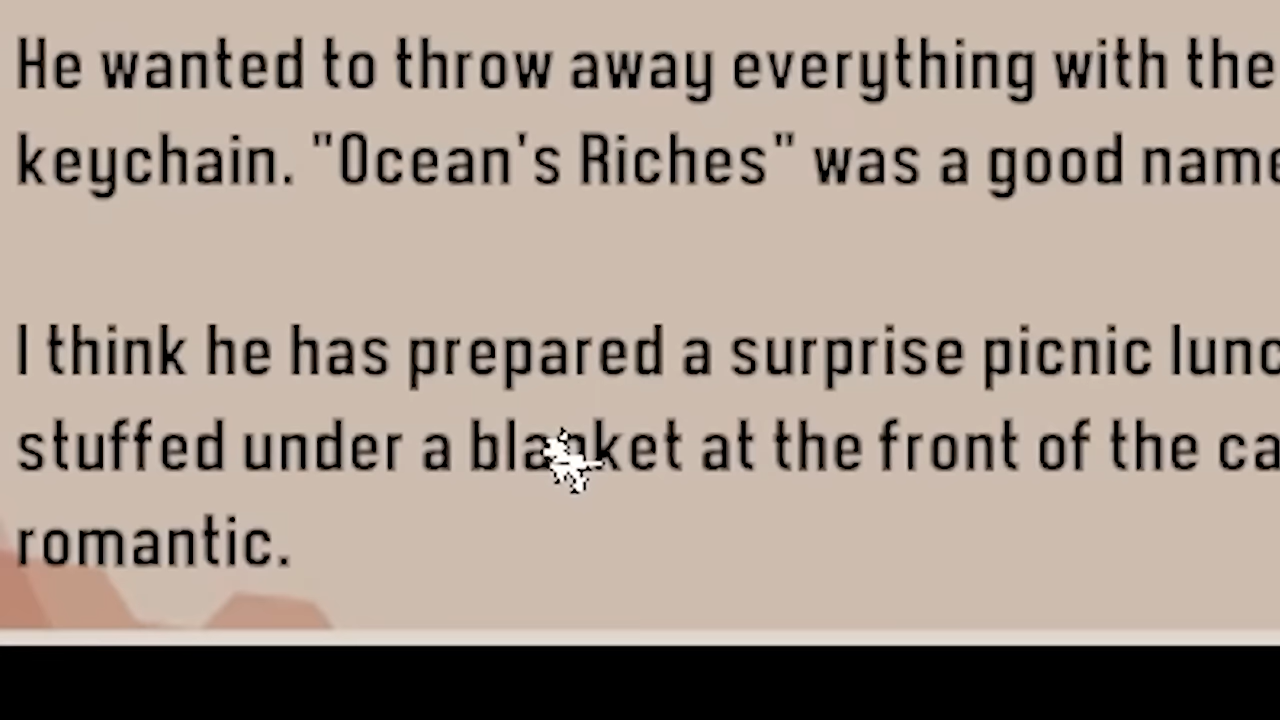 He wanted to throw away everything with the
keychain. "Ocean's Riches" was a good name
I think he has prepared a surprise picnic
stuffed under a blanket at the front of the
romantic.